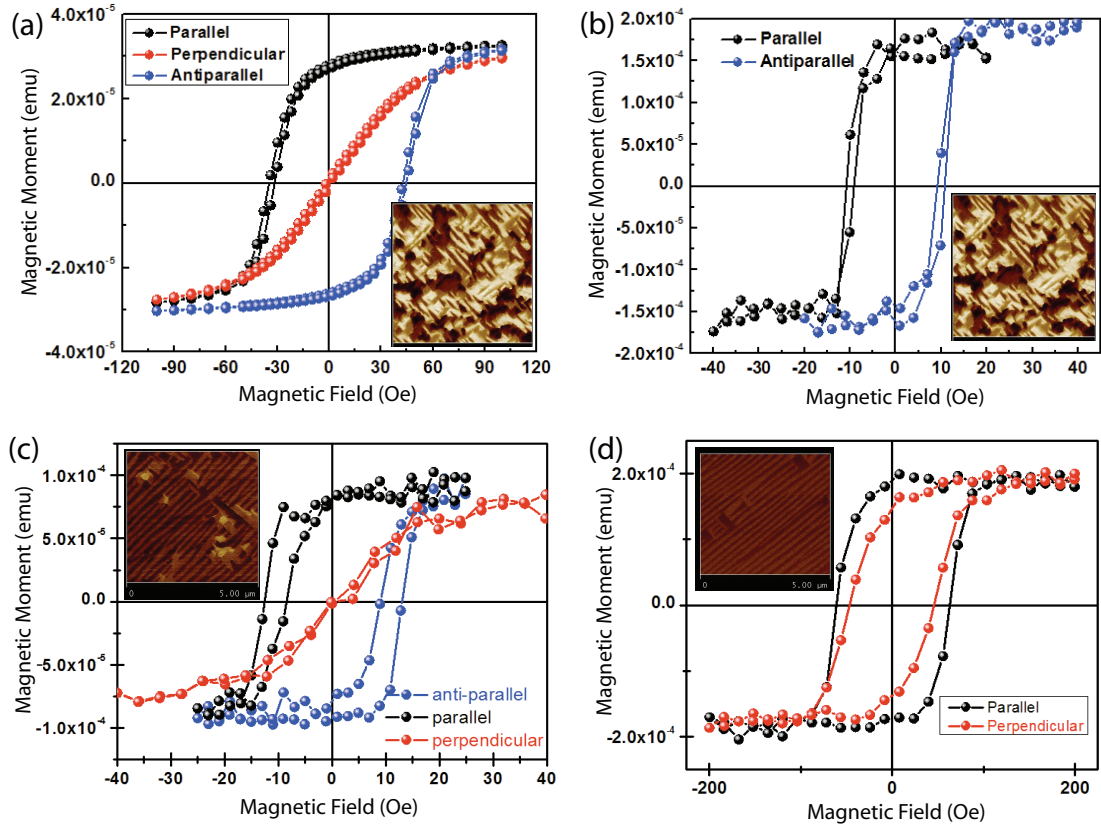 (a)
Parallel
Perpendicular
Antiparallel
Magnetic Moment (emu)
4.0x10⁻⁵
2.0x10⁻⁵
0.0
-2.0x10⁻⁵
-4.0x10⁻⁵
-120 -90 -60 -30 0 30 60 90 120
Magnetic Field (Oe)
(b)
Parallel
Antiparallel
Magnetic Moment (emu)
2.0x10⁻⁴
1.5x10⁻⁴
1.0x10⁻⁴
5.0x10⁻⁵
0.0
-5.0x10⁻⁵
-1.0x10⁻⁴
-1.5x10⁻⁴
-2.0x10⁻⁴
-40 -30 -20 -10 0 10 20 30 40
Magnetic Field (Oe)
(c)
0 5.00 µm
anti-parallel
parallel
perpendicular
Magnetic Moment (emu)
1.0x10⁻⁴
5.0x10⁻⁵
0.0
-5.0x10⁻⁵
-1.0x10⁻⁴
-40 -30 -20 -10 0 10 20 30 40
Magnetic Field (Oe)
(d)
0 5.00 µm
Parallel
Perpendicular
Magnetic Moment (emu)
2.0x10⁻⁴
0.0
-2.0x10⁻⁴
-200 0 200
Magnetic Field (Oe)